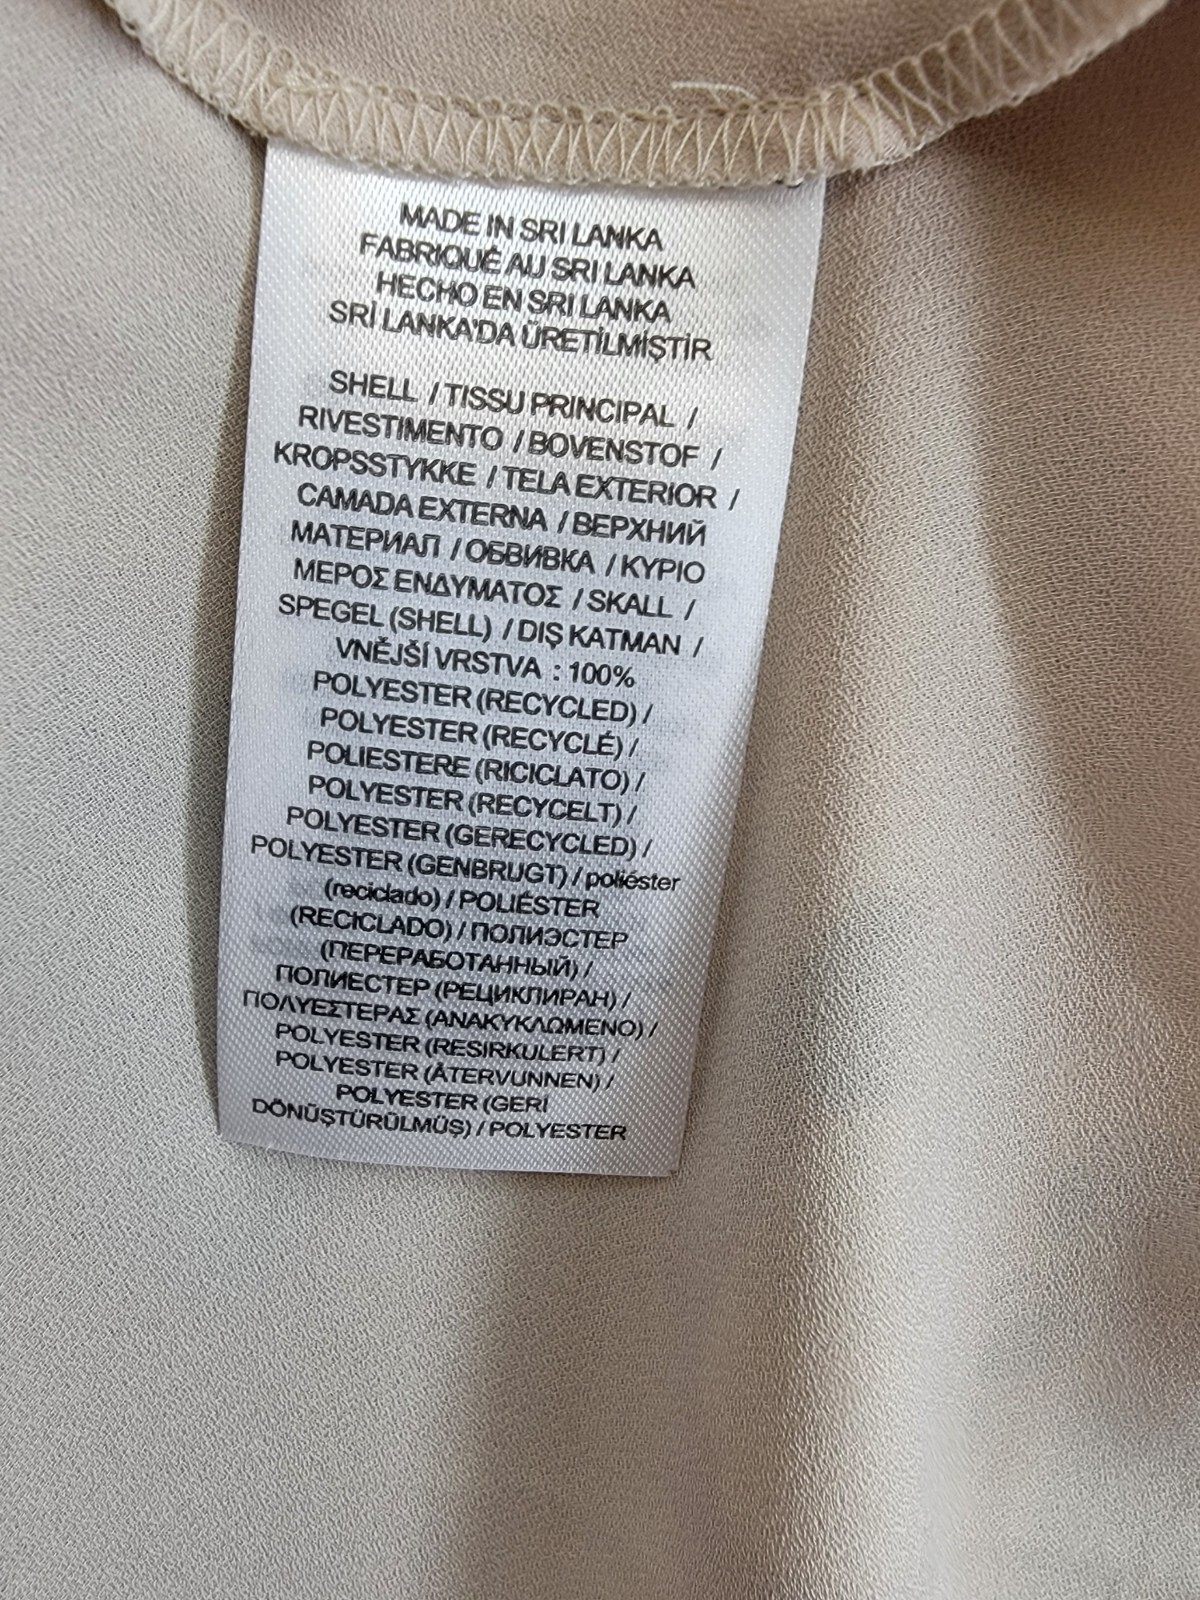 MADE IN SRI LANKA
FABRIQUÉ AU SRI LANKA
HECHO EN SRI LANKA
SRİ LANKA'DA ÜRETİLMİŞTİR
SHELL / TISSU PRINCIPAL /
RIVESTIMENTO / BOVENSTOF /
KROPSSTYKKE / TELA EXTERIOR /
CAMADA EXTERNA / ВЕРХНИЙ
МАТЕРИАЛ / ОБВИВКА / ΚΥΡΙΟ
ΜΕΡΟΣ ΕΝΔΥΜΑΤΟΣ / SKALL /
SPEGEL (SHELL) / DIŞ KATMAN /
VNĚJŠÍ VRSTVA : 100%
POLYESTER (RECYCLED) /
POLYESTER (RECYCLÉ) /
POLIESTERE (RICICLATO) /
POLYESTER (RECYCELT) /
POLYESTER (GERECYCLED) /
POLYESTER (GENBRUGT) / poliéster
(reciclado) / POLIÉSTER
(RECICLADO) / ПОЛИЭСТЕР
(ПЕРЕРАБОТАННЫЙ) /
ПОЛИЕСТЕР (РЕЦИКЛИРАН) /
ΠΟΛΥΕΣΤΕΡΑΣ (ΑΝΑΚΥΚΛΩΜΕΝΟ) /
POLYESTER (RESIRKULERT) /
POLYESTER (ÅTERVUNNEN) /
POLYESTER (GERİ
DÖNÜŞTÜRÜLMÜŞ) / POLYESTER